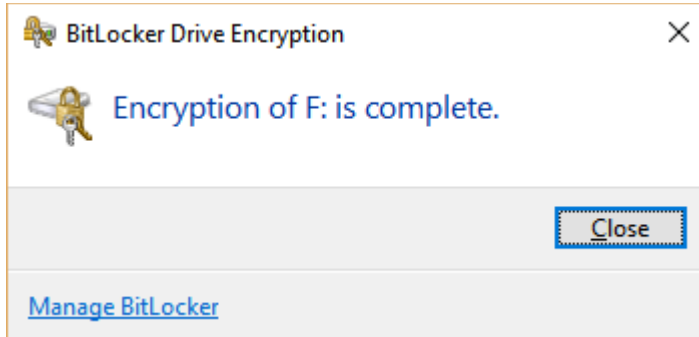 BitLocker Drive Encryption
Encryption of F: is complete.
Close
Manage BitLocker